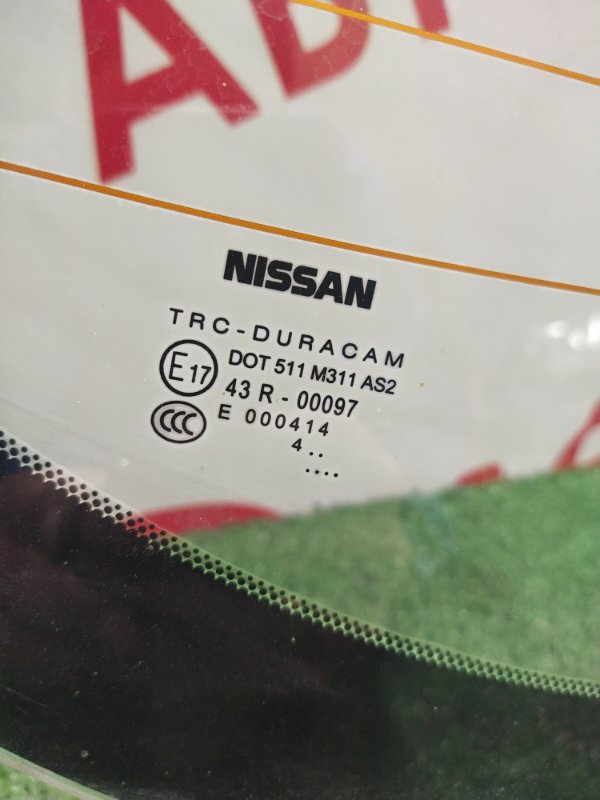 NISSAN
TRC-DURACAM
E17 DOT 511 M311 AS2
43 R - 00097
CCC E 000414
4 ..
....